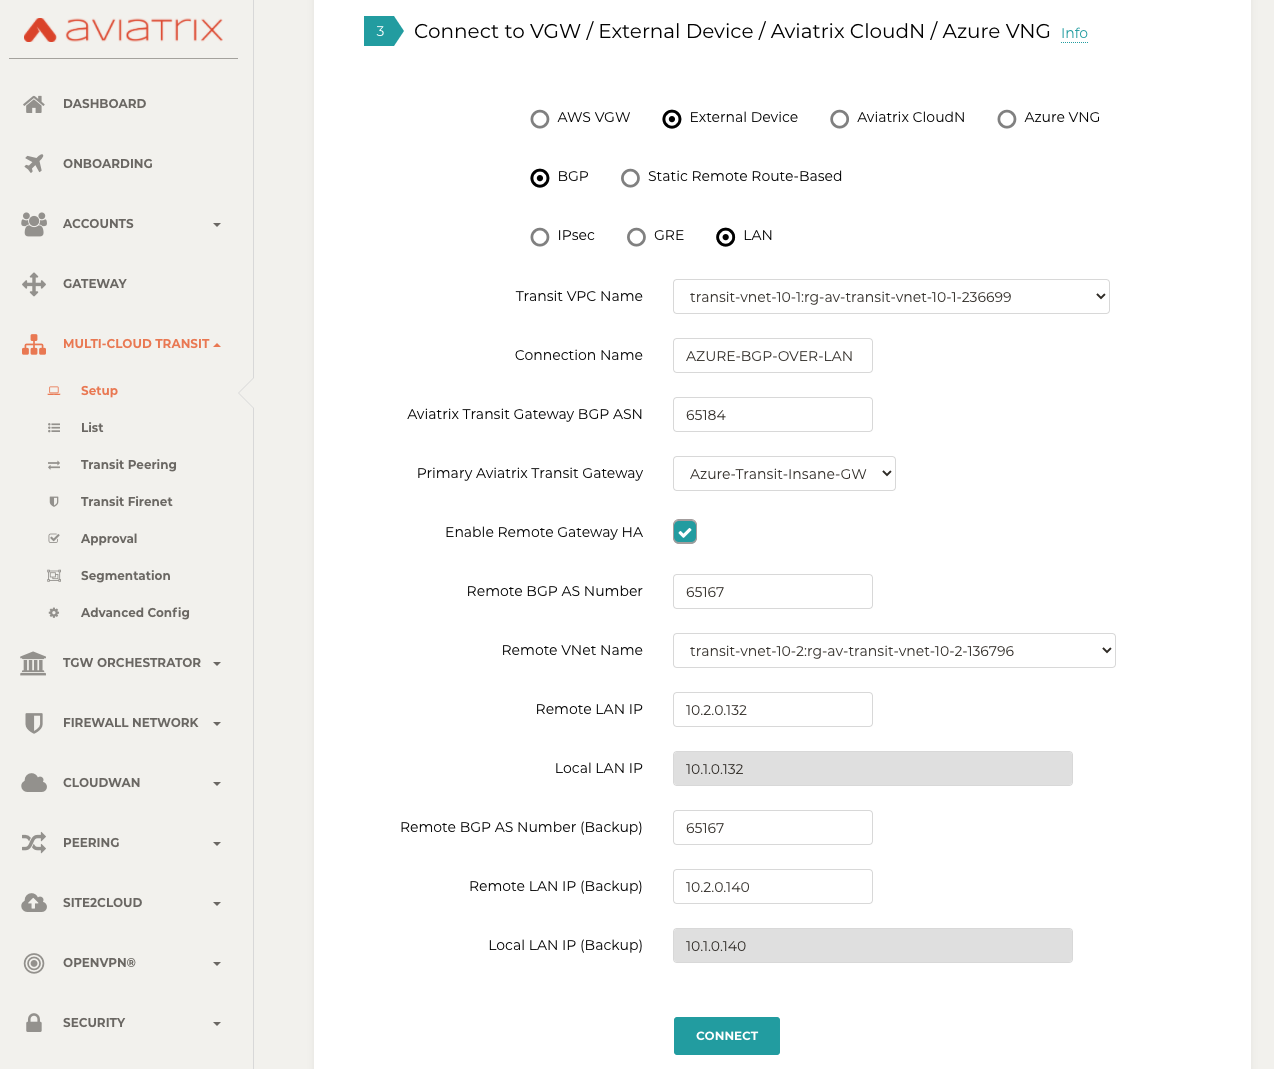 aviatrix
DASHBOARD
ONBOARDING
ACCOUNTS
GATEWAY
MULTI-CLOUD TRANSIT
Setup
List
Transit Peering
Transit Firenet
Approval
Segmentation
Advanced Config
TGW ORCHESTRATOR
FIREWALL NETWORK
CLOUDWAN
PEERING
SITE2CLOUD
OPENVPN®
SECURITY
3 Connect to VGW / External Device / Aviatrix CloudN / Azure VNG Info
AWS VGW External Device Aviatrix CloudN Azure VNG
BGP Static Remote Route-Based
IPsec GRE LAN
Transit VPC Name transit-vnet-10-1:rg-av-transit-vnet-10-1-236699
Connection Name AZURE-BGP-OVER-LAN
Aviatrix Transit Gateway BGP ASN 65184
Primary Aviatrix Transit Gateway Azure-Transit-Insane-GW
Enable Remote Gateway HA
Remote BGP AS Number 65167
Remote VNet Name transit-vnet-10-2:rg-av-transit-vnet-10-2-136796
Remote LAN IP 10.2.0.132
Local LAN IP 10.1.0.132
Remote BGP AS Number (Backup) 65167
Remote LAN IP (Backup) 10.2.0.140
Local LAN IP (Backup) 10.1.0.140
CONNECT